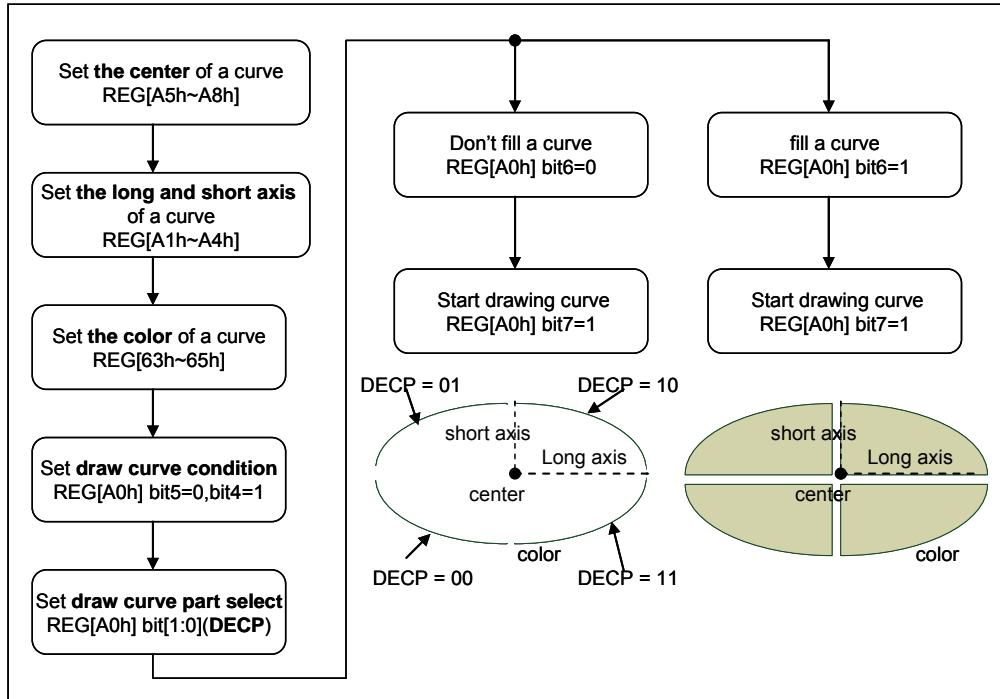 Set the center of a curve
REG[A5h~A8h]
Set the long and short axis
of a curve
REG[A1h~A4h]
Set the color of a curve
REG[63h~65h]
Set draw curve condition
REG[A0h] bit5=0,bit4=1
Set draw curve part select
REG[A0h] bit[1:0](DECP)
Don't fill a curve
REG[A0h] bit6=0
Start drawing curve
REG[A0h] bit7=1
fill a curve
REG[A0h] bit6=1
Start drawing curve
REG[A0h] bit7=1
DECP = 01
DECP = 10
short axis
Long axis
center
color
DECP = 00
DECP = 11
short axis
Long axis
center
color